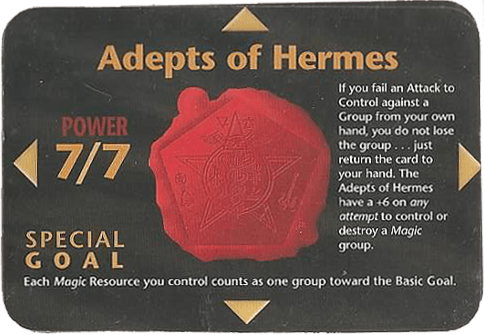 Adepts of Hermes
POWER
7/7
If you fail an Attack to
Control against a
Group from your own
hand, you do not lose
the group . . . just
return the card to
your hand. The
Adepts of Hermes
have a +6 on any
attempt to control or
destroy a Magic
group.
SPECIAL
GOAL
Each Magic Resource you control counts as one group toward the Basic Goal.